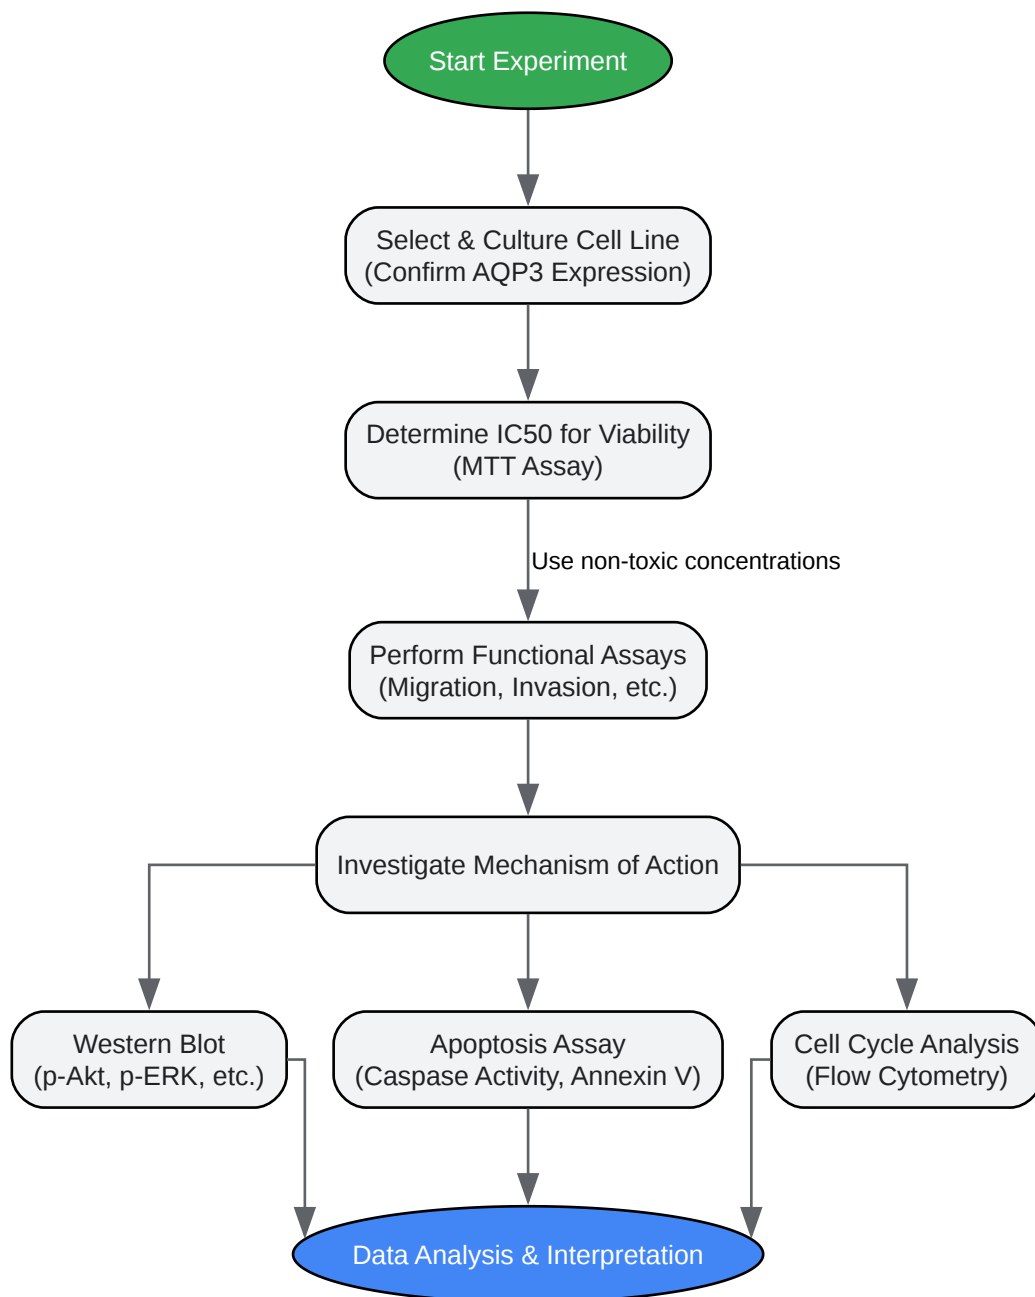 Start Experiment
Select & Culture Cell Line
(Confirm AQP3 Expression)
Determine IC50 for Viability
(MTT Assay)
Use non-toxic concentrations
Perform Functional Assays
(Migration, Invasion, etc.)
Investigate Mechanism of Action
Western Blot
(p-Akt, p-ERK, etc.)
Apoptosis Assay
(Caspase Activity, Annexin V)
Cell Cycle Analysis
(Flow Cytometry)
Data Analysis & Interpretation